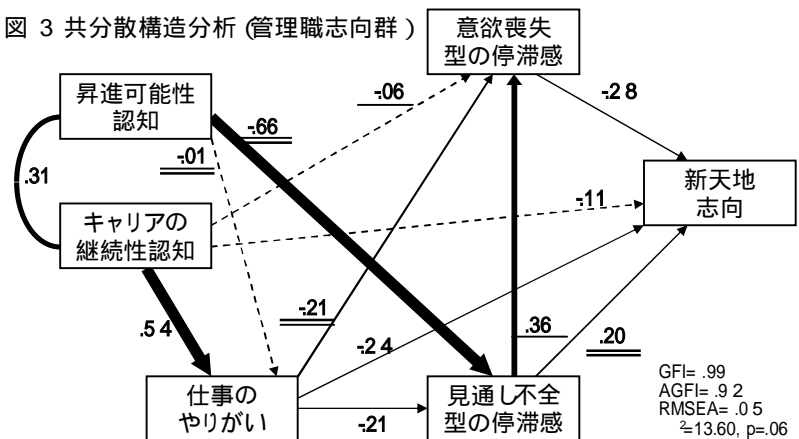 図 3 共分散構造分析 (管理職志向群 )
意欲喪失
型の停滞感
昇進可能性
認知
-.06
-.28
-.66
-.01
.31
新天地
志向
キャリアの
継続性認知
-.11
.5 4
-.21
-.2 4
.36
.20
仕事の
やりがい
-.21
見通し不全
型の停滞感
GFI= .99
AGFI= .9 2
RMSEA= .0 5
²=13.60, p=.06